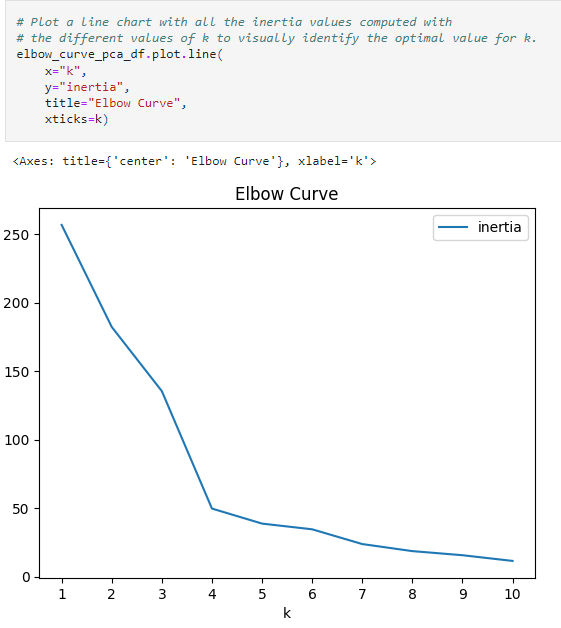 # Plot a line chart with all the inertia values computed with
# the different values of k to visually identify the optimal value for k.
elbow_curve_pca_df.plot.line(
    x="k",
    y="inertia",
    title="Elbow Curve",
    xticks=k)
<Axes: title={'center': 'Elbow Curve'}, xlabel='k'>
Elbow Curve
inertia
250
200
150
100
50
0
1 2 3 4 5 6 7 8 9 10
k